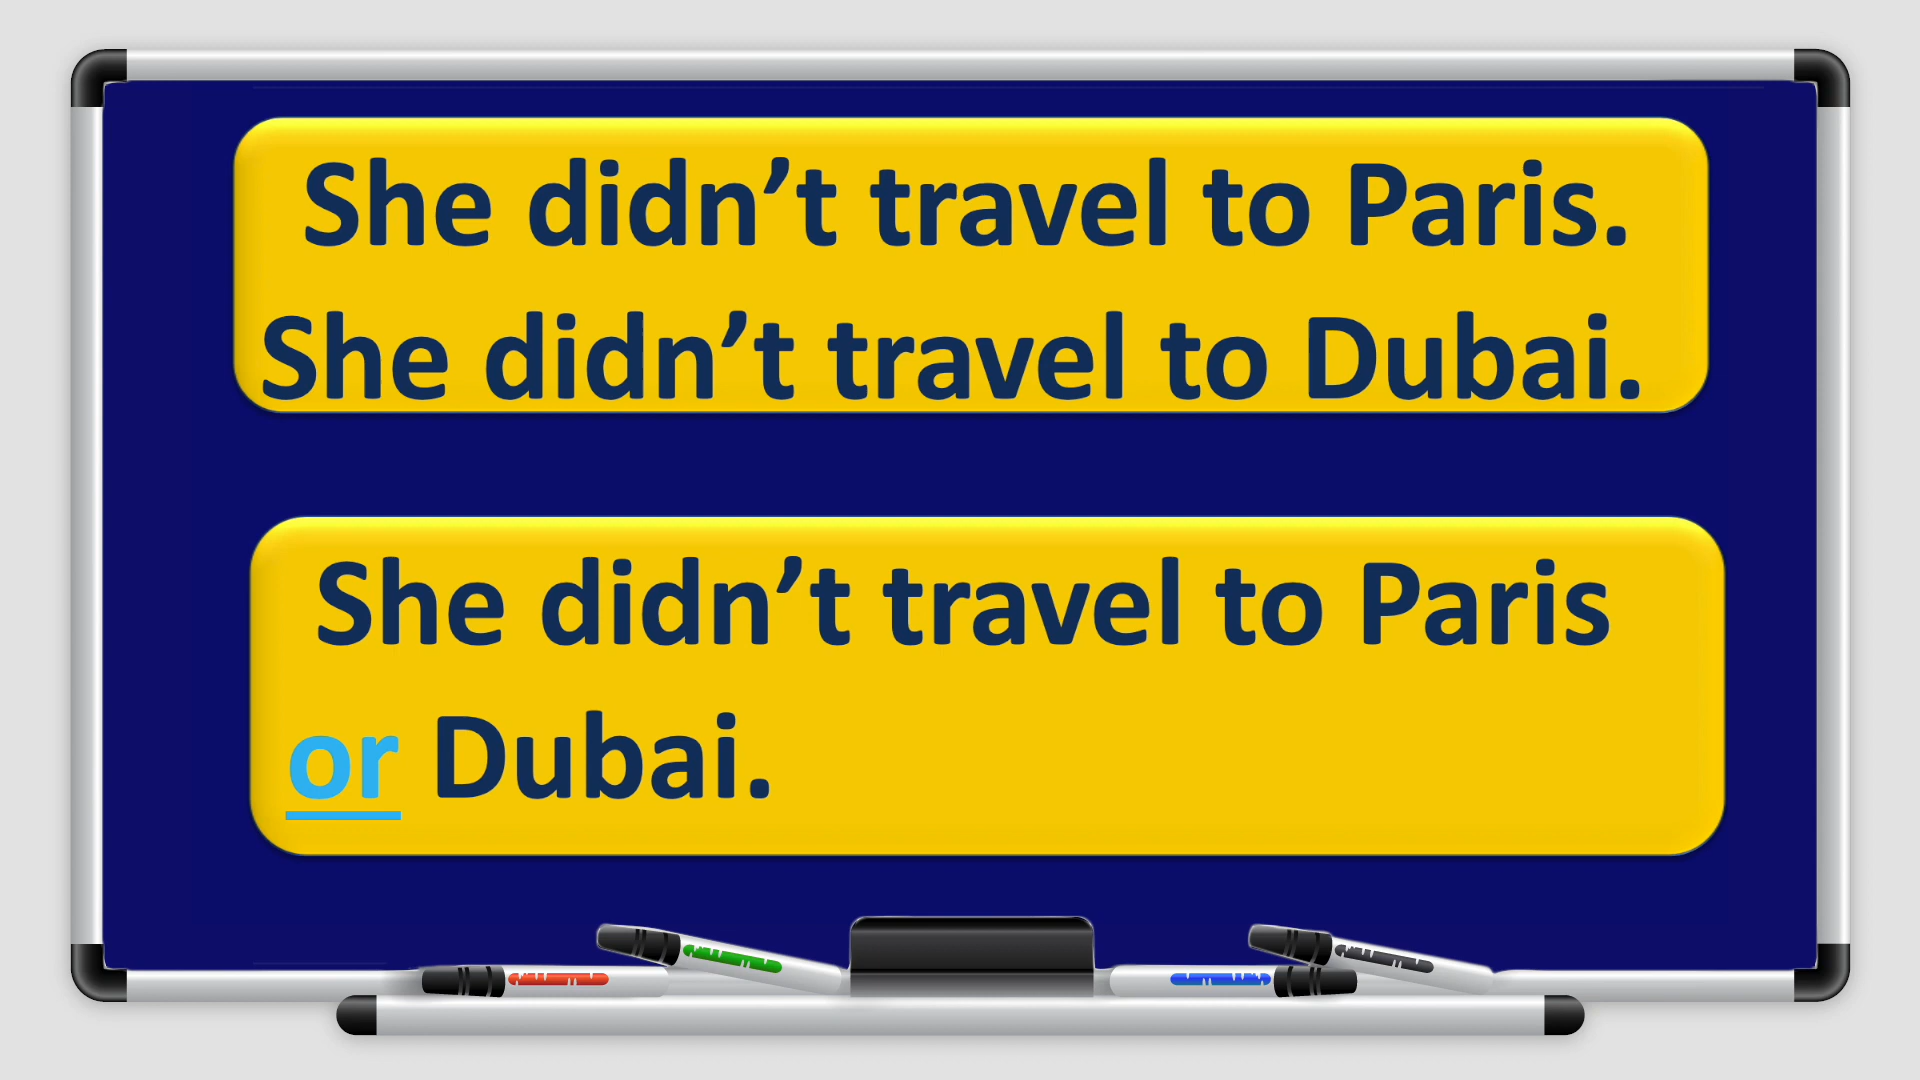 She didn’t travel to Paris.
She didn’t travel to Dubai.
She didn’t travel to Paris
or Dubai.